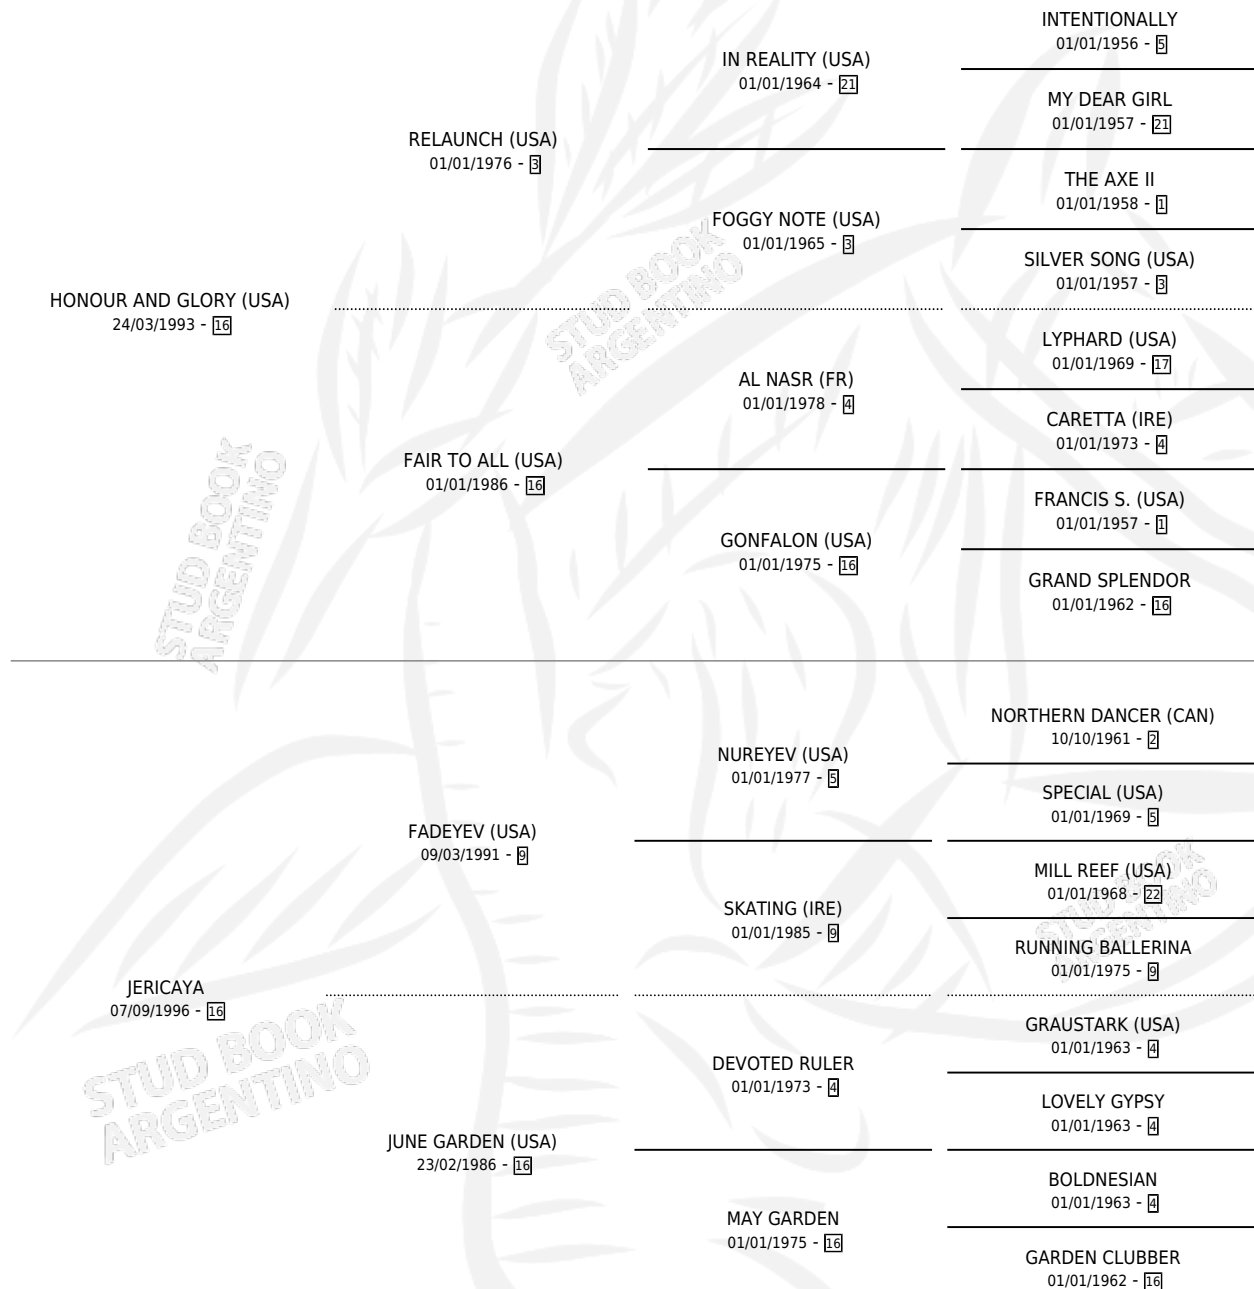 INTENTIONALLY
01/01/1956 - 5
IN REALITY (USA)
01/01/1964 - 21
MY DEAR GIRL
01/01/1957 - 21
RELAUNCH (USA)
01/01/1976 - 3
THE AXE II
01/01/1958 - 1
FOGGY NOTE (USA)
01/01/1965 - 3
SILVER SONG (USA)
01/01/1957 - 3
HONOUR AND GLORY (USA)
24/03/1993 - 16
LYPHARD (USA)
01/01/1969 - 17
AL NASR (FR)
01/01/1978 - 4
CARETTA (IRE)
01/01/1973 - 4
FAIR TO ALL (USA)
01/01/1986 - 16
FRANCIS S. (USA)
01/01/1957 - 1
GONFALON (USA)
01/01/1975 - 16
GRAND SPLENDOR
01/01/1962 - 16
NORTHERN DANCER (CAN)
10/10/1961 - 2
NUREYEV (USA)
01/01/1977 - 5
SPECIAL (USA)
01/01/1969 - 5
FADEYEV (USA)
09/03/1991 - 9
MILL REEF (USA)
01/01/1968 - 22
SKATING (IRE)
01/01/1985 - 9
RUNNING BALLERINA
01/01/1975 - 9
JERICAYA
07/09/1996 - 16
GRAUSTARK (USA)
01/01/1963 - 4
DEVOTED RULER
01/01/1973 - 4
LOVELY GYPSY
01/01/1963 - 4
JUNE GARDEN (USA)
23/02/1986 - 16
BOLDNESIAN
01/01/1963 - 4
MAY GARDEN
01/01/1975 - 16
GARDEN CLUBBER
01/01/1962 - 16
STUD BOOK
ARGENTINO
STUD BOOK
ARGENTINO
STUD BOOK
ARGENTINO
STUD BOOK
ARGENTINO